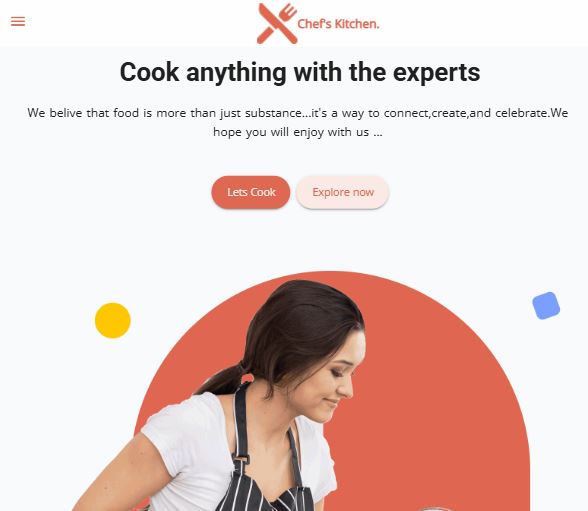 Chef's Kitchen.
Cook anything with the experts
We belive that food is more than just substance...it's a way to connect,create,and celebrate.We
hope you will enjoy with us ...
Lets Cook
Explore now